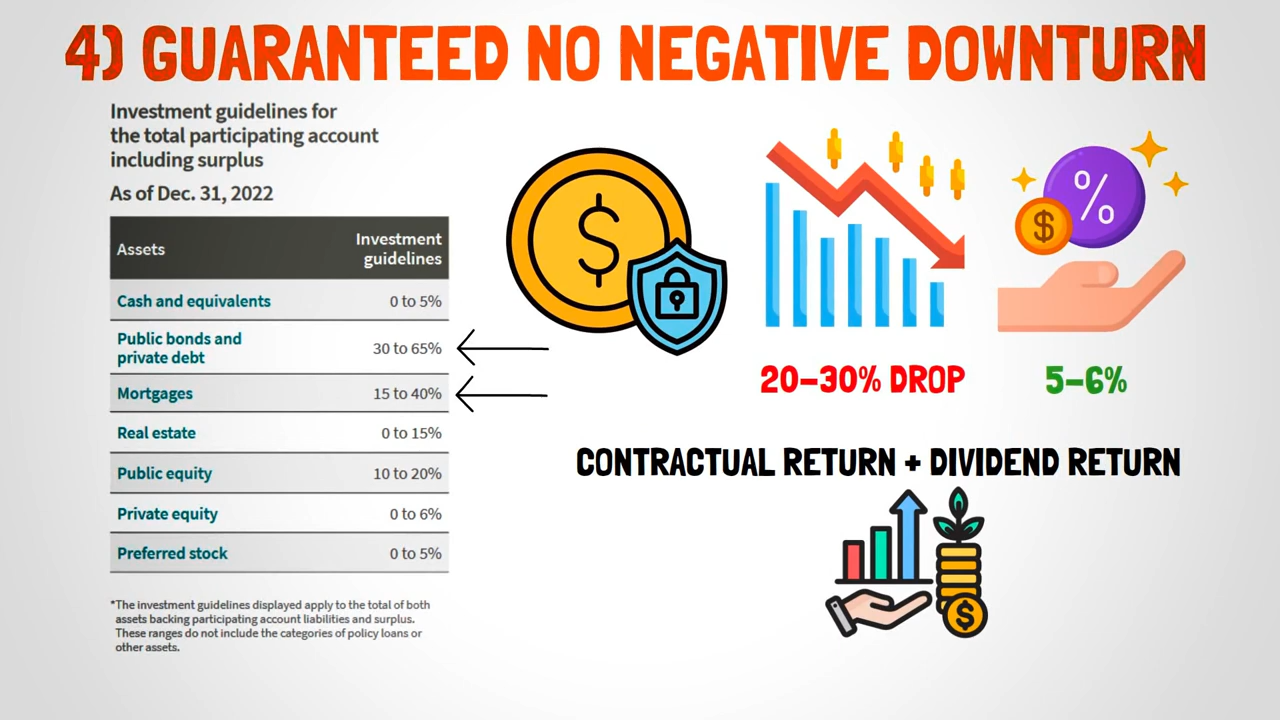 4) GUARANTEED NO NEGATIVE DOWNTURN
Investment guidelines for
the total participating account
including surplus
As of Dec. 31, 2022
Assets Investment guidelines
Cash and equivalents 0 to 5%
Public bonds and
private debt 30 to 65%
Mortgages 15 to 40%
Real estate 0 to 15%
Public equity 10 to 20%
Private equity 0 to 6%
Preferred stock 0 to 5%
*The investment guidelines displayed apply to the total of both
assets backing participating account liabilities and surplus.
These ranges do not include the categories of policy loans or
other assets.
$
%
$
20-30% DROP
5-6%
CONTRACTUAL RETURN + DIVIDEND RETURN
$